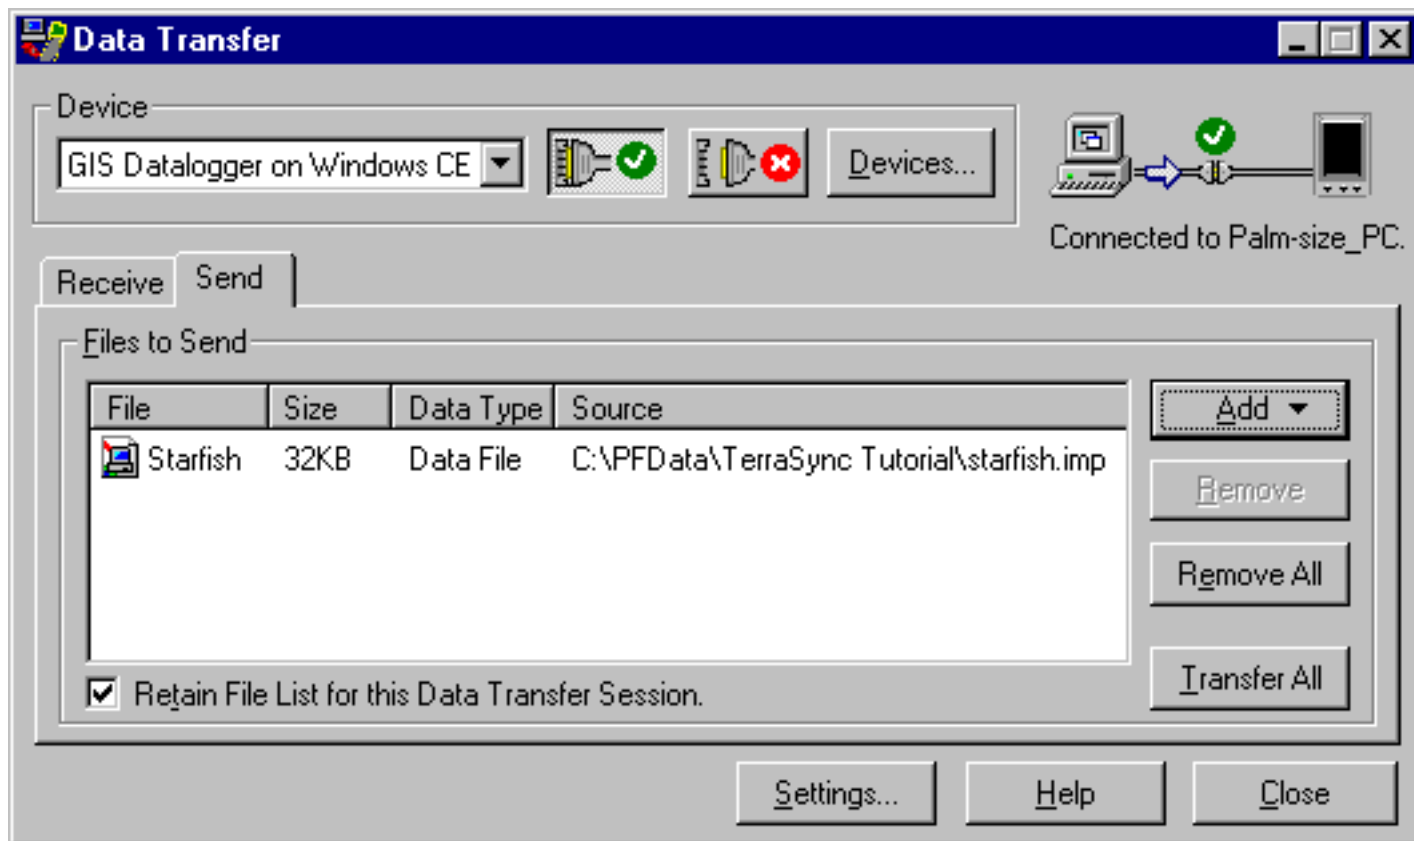 Data Transfer
Device
GIS Datalogger on Windows CE
Devices...
Connected to Palm-size_PC.
Receive
Send
Files to Send
File Size Data Type Source
Starfish 32KB Data File C:\PFData\TerraSync Tutorial\starfish.imp
Add
Remove
Remove All
Transfer All
Retain File List for this Data Transfer Session.
Settings... Help Close